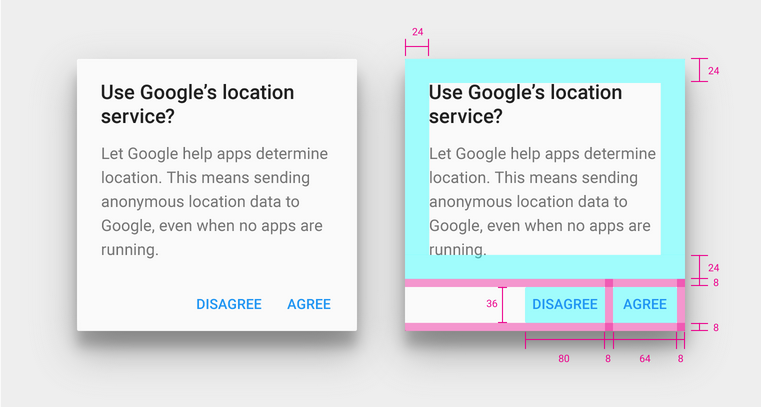 Use Google’s location
service?
Let Google help apps determine
location. This means sending
anonymous location data to
Google, even when no apps are
running.
DISAGREE AGREE
24
24
Use Google’s location
service?
Let Google help apps determine
location. This means sending
anonymous location data to
Google, even when no apps are
running.
24
8
36 DISAGREE AGREE
8
80 8 64 8